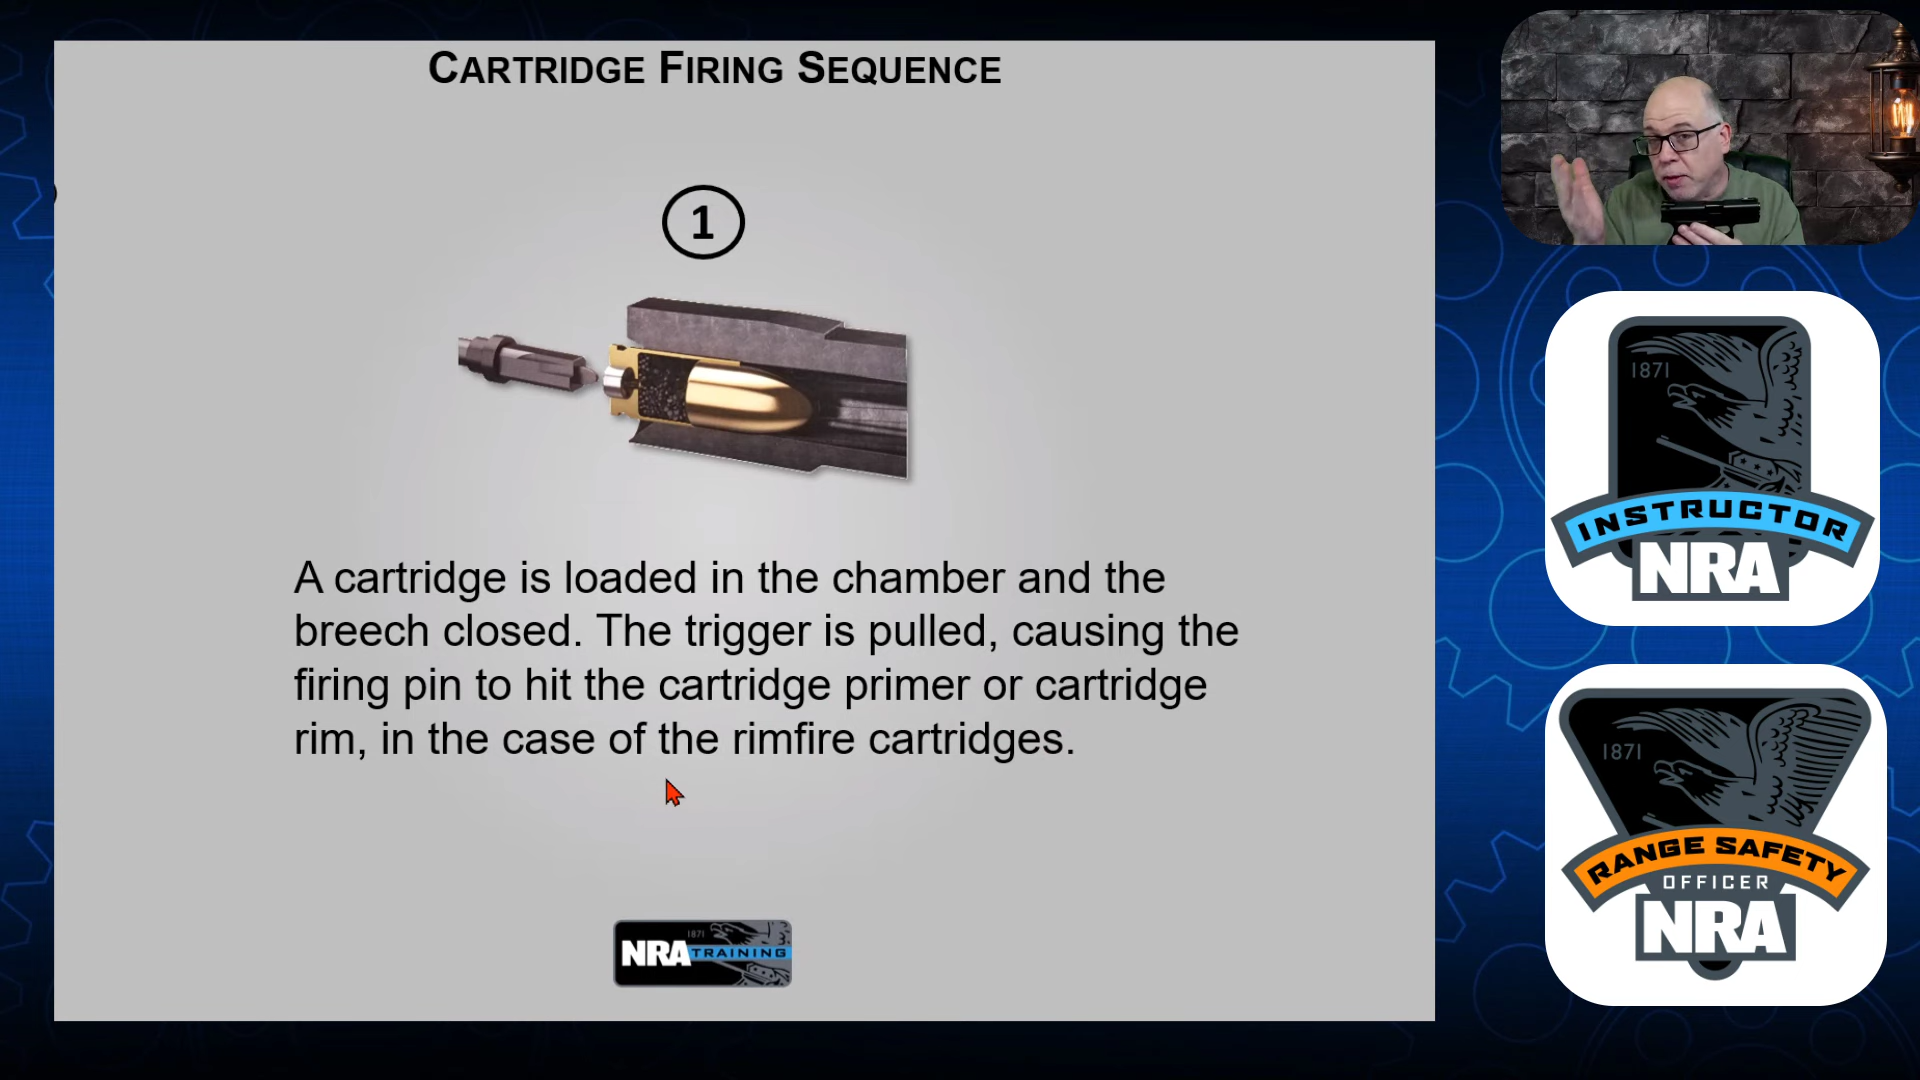 CARTRIDGE FIRING SEQUENCE
1
A cartridge is loaded in the chamber and the
breech closed. The trigger is pulled, causing the
firing pin to hit the cartridge primer or cartridge
rim, in the case of the rimfire cartridges.
1871
NRA TRAINING
1871
INSTRUCTOR
NRA
1871
RANGE SAFETY
OFFICER
NRA